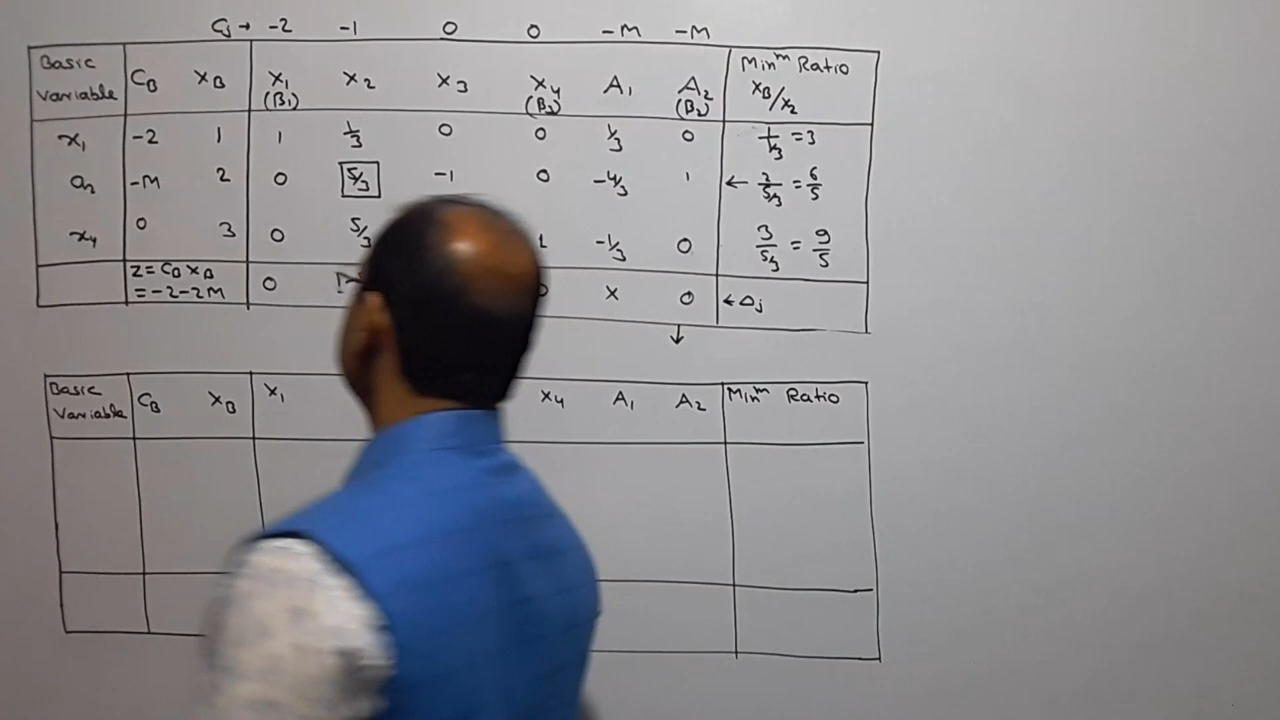 Cj → -2 -1 0 0 -M -M
Basic Variable CB XB X1 (B1) X2 X3 X4 (B3) A1 A2 (B2) Minm Ratio XB/X2
x1 -2 1 1 1/3 0 0 1/3 0 1/1/3 = 3
a2 -M 2 0 5/3 -1 0 -4/3 1 ← 2/5/3 = 6/5
x4 0 3 0 5/3 1 -1/3 0 3/5/3 = 9/5
Z = CB XB = -2-2M 0 0 X 0 ← Δj
↓
Basic Variable CB XB X1 X4 A1 A2 Minm Ratio